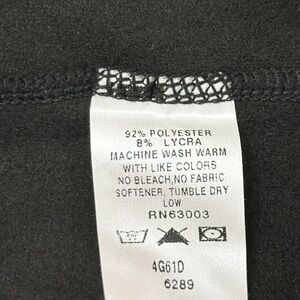 92% POLYESTER
8% LYCRA
MACHINE WASH WARM
WITH LIKE COLORS
NO BLEACH,NO FABRIC
SOFTENER, TUMBLE DRY
LOW
RN63003
4G61D
6289